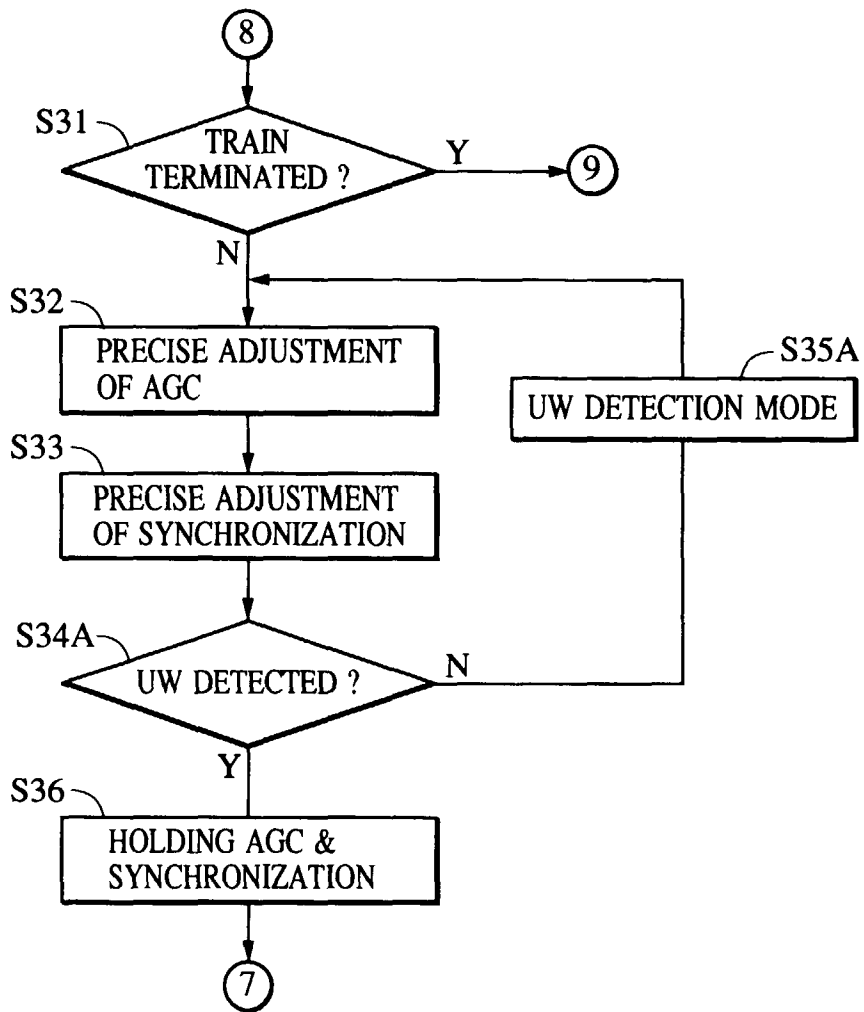 8
S31
TRAIN
TERMINATED ?
Y
9
N
S32
PRECISE ADJUSTMENT
OF AGC
S35A
UW DETECTION MODE
S33
PRECISE ADJUSTMENT
OF SYNCHRONIZATION
S34A
UW DETECTED ?
N
Y
S36
HOLDING AGC &
SYNCHRONIZATION
7